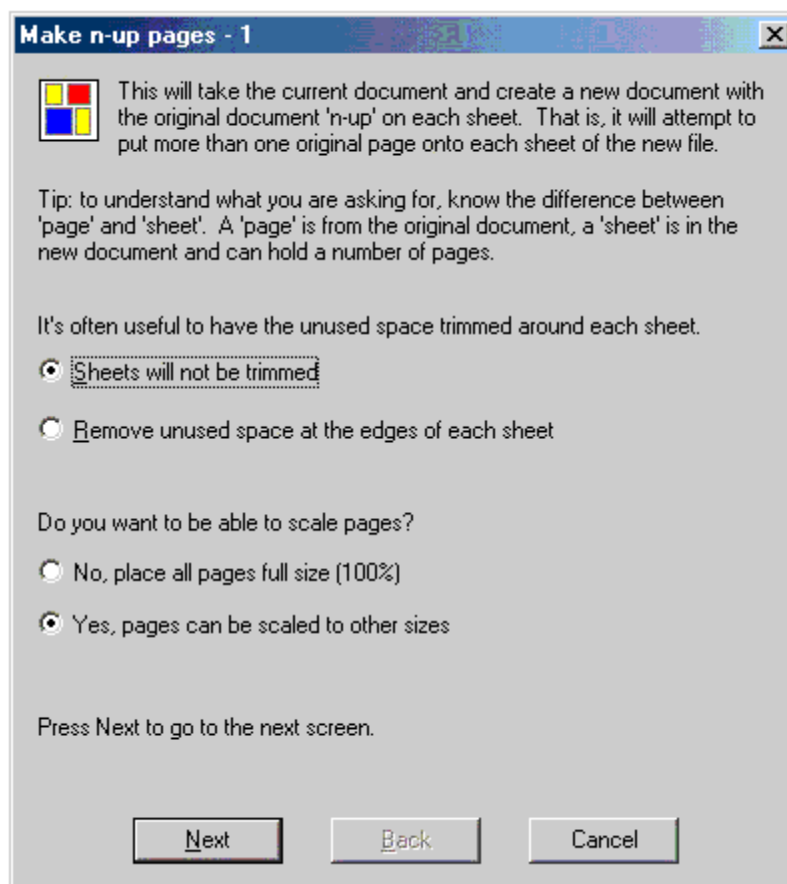 Make n-up pages - 1
This will take the current document and create a new document with
the original document 'n-up' on each sheet.  That is, it will attempt to
put more than one original page onto each sheet of the new file.
Tip: to understand what you are asking for, know the difference between
'page' and 'sheet'.  A 'page' is from the original document, a 'sheet' is in the
new document and can hold a number of pages.
It's often useful to have the unused space trimmed around each sheet.
Sheets will not be trimmed
Remove unused space at the edges of each sheet
Do you want to be able to scale pages?
No, place all pages full size (100%)
Yes, pages can be scaled to other sizes
Press Next to go to the next screen.
Next Back Cancel